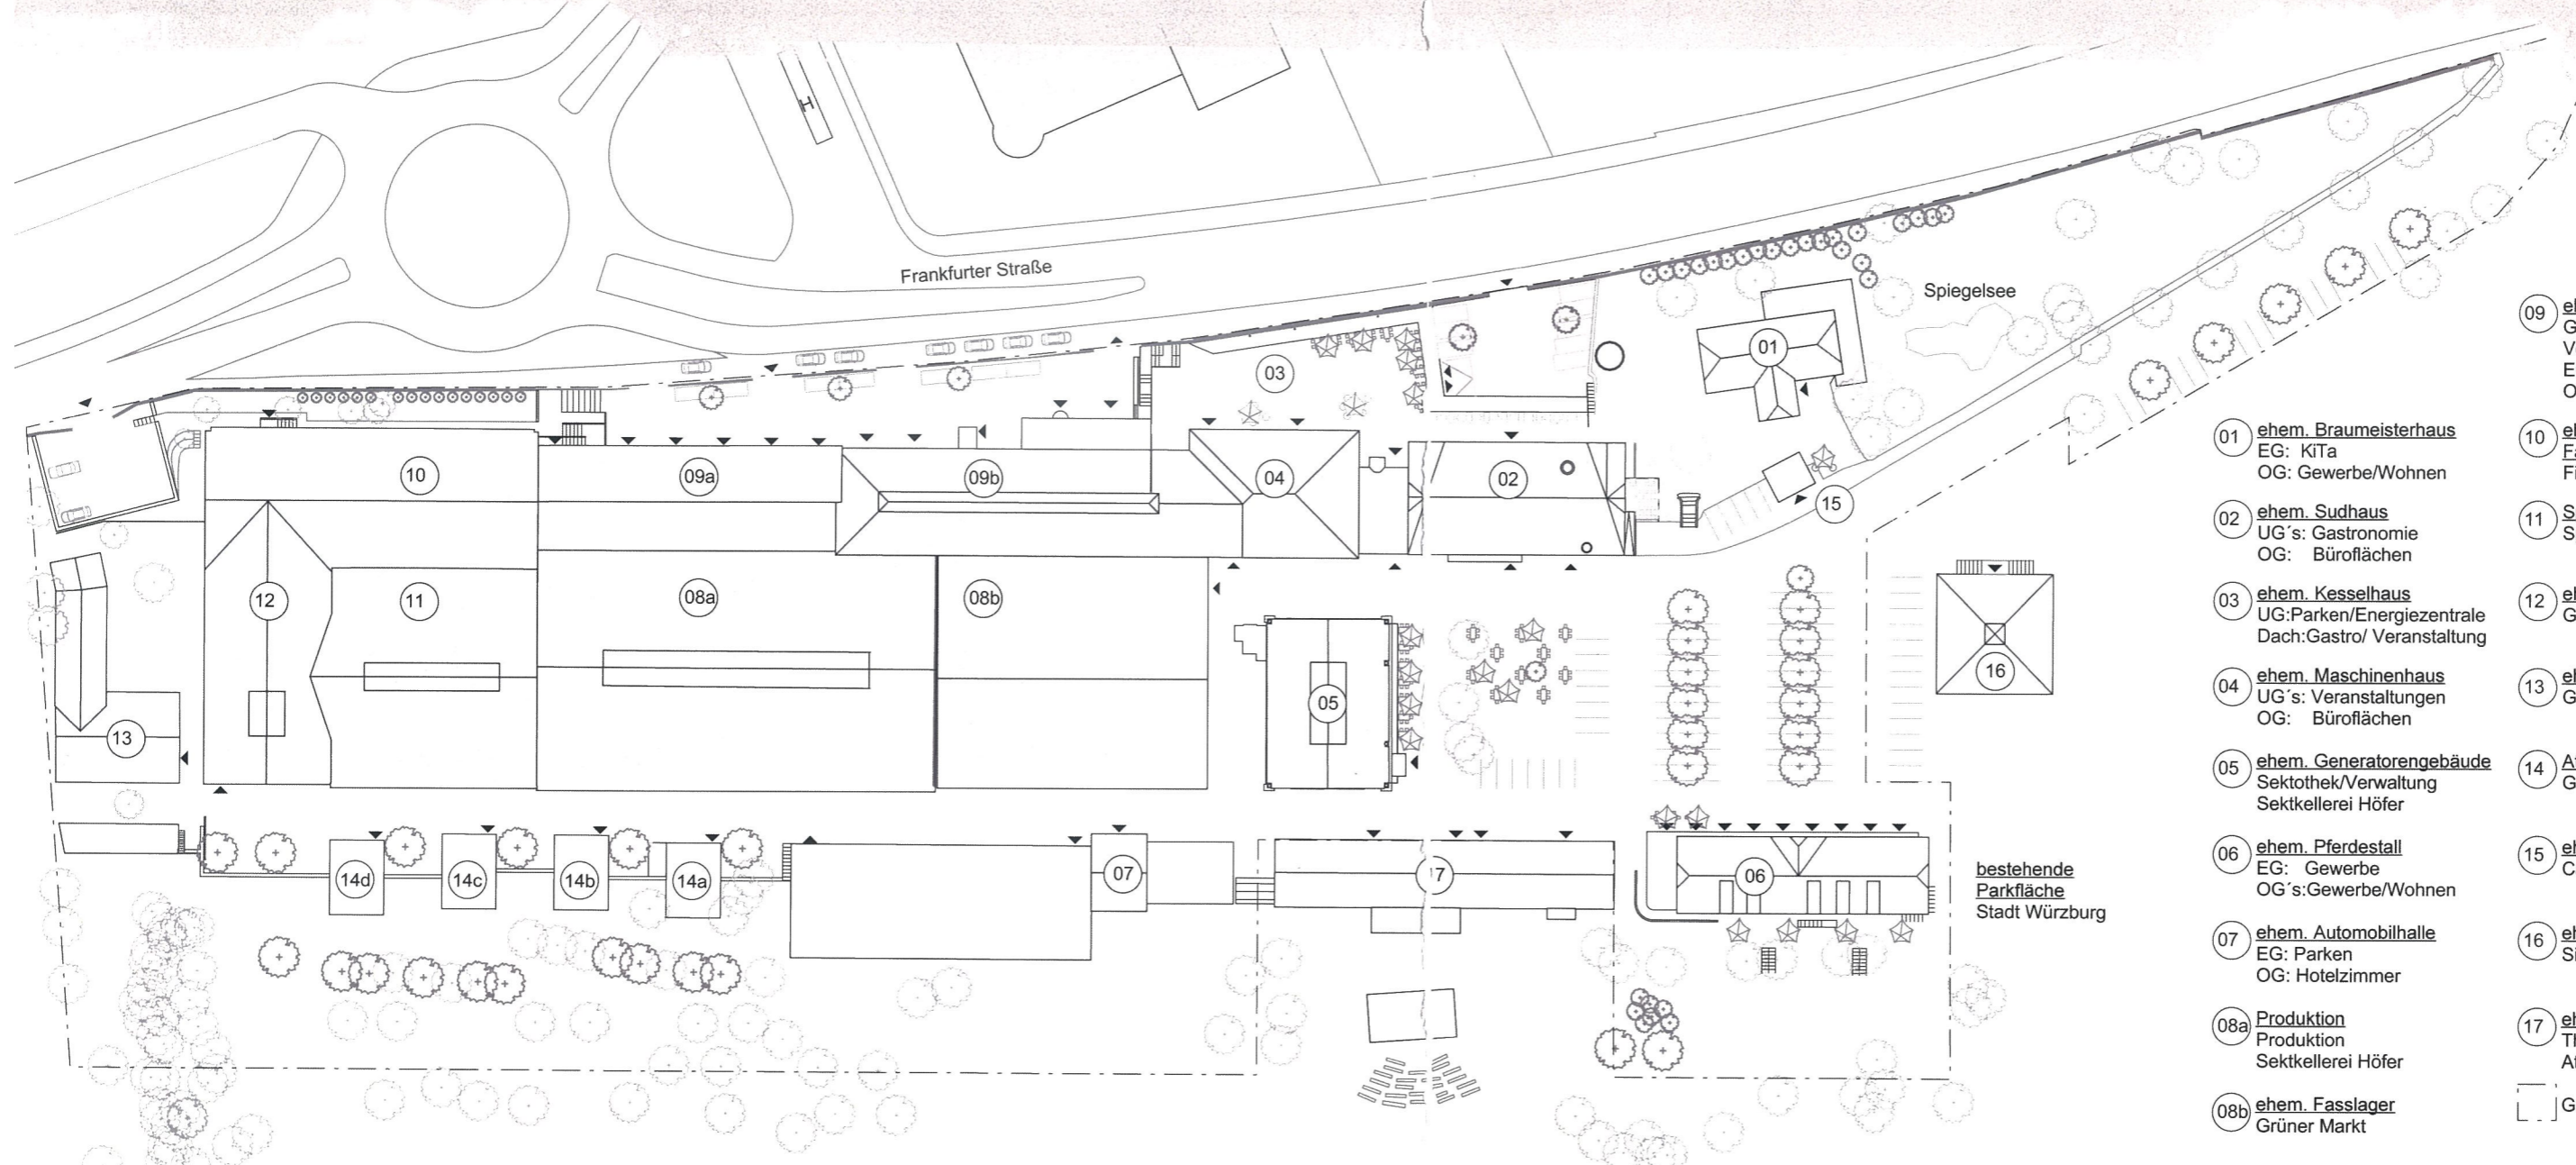 H
Frankfurter Straße
Spiegelsee
03
01
10
09a
09b
04
02
15
12
11
08a
08b
16
05
13
14d
14c
14b
14a
07
7
06
bestehende
Parkfläche
Stadt Würzburg
01 ehem. Braumeisterhaus
EG: KiTa
OG: Gewerbe/Wohnen
02 ehem. Sudhaus
UG´s: Gastronomie
OG: Büroflächen
03 ehem. Kesselhaus
UG:Parken/Energiezentrale
Dach:Gastro/ Veranstaltung
04 ehem. Maschinenhaus
UG´s: Veranstaltungen
OG: Büroflächen
05 ehem. Generatorengebäude
Sektothek/Verwaltung
Sektkellerei Höfer
06 ehem. Pferdestall
EG: Gewerbe
OG´s:Gewerbe/Wohnen
07 ehem. Automobilhalle
EG: Parken
OG: Hotelzimmer
08a Produktion
Produktion
Sektkellerei Höfer
08b ehem. Fasslager
Grüner Markt
09
10
11
12
13
14
15
16
17